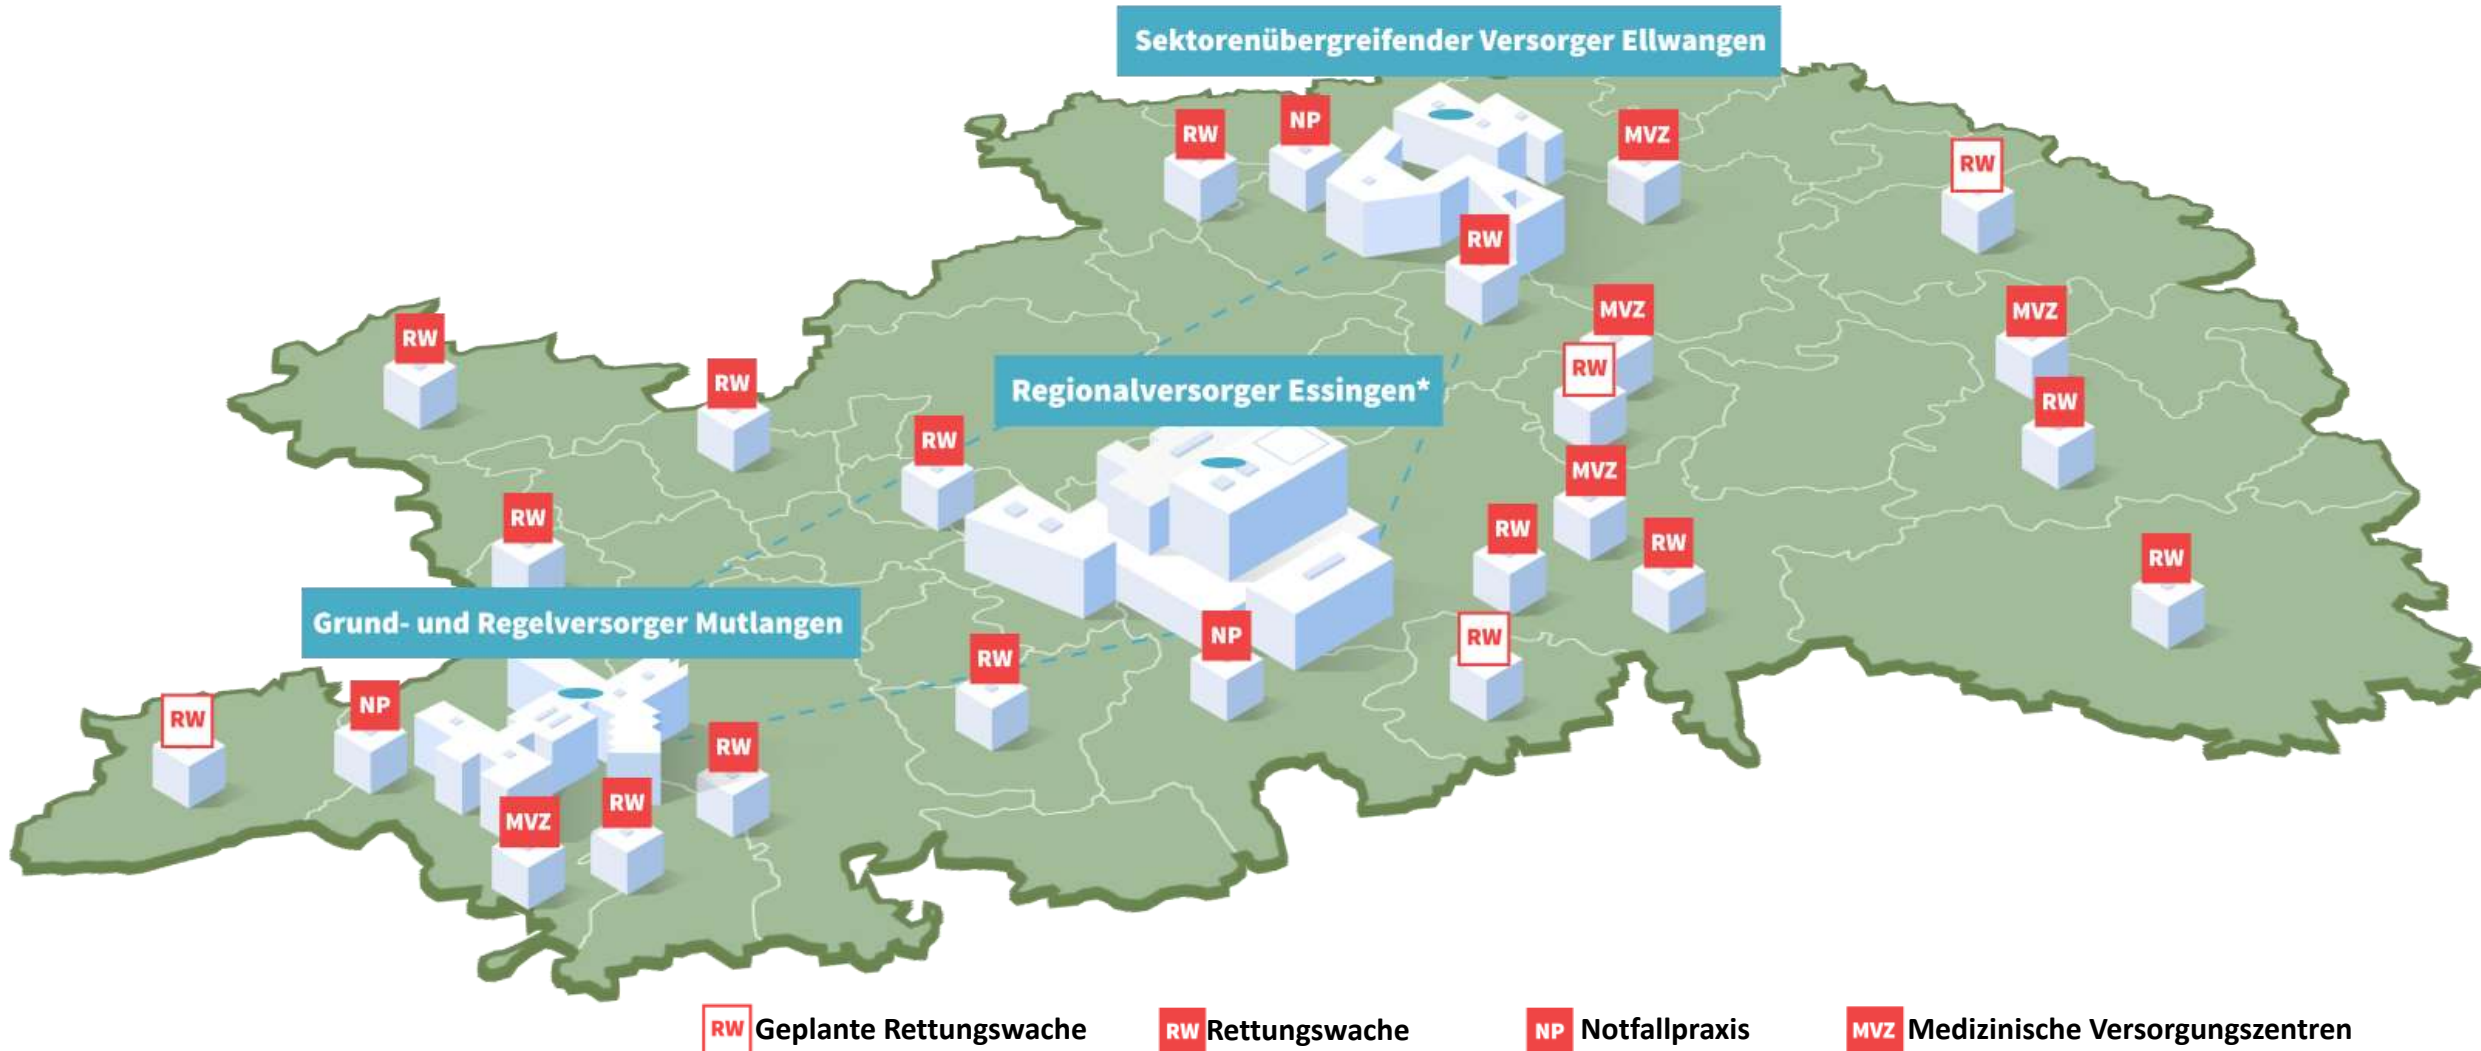 Sektorenübergreifender Versorger Ellwangen
NP
RW
MVZ
RW
RW
MVZ
MVZ
RW
RW
RW
RW
Regionalversorger Essingen*
RW
RW
MVZ
RW
RW
RW
RW
Grund- und Regelversorger Mutlangen
NP
RW
RW
NP
RW
RW
RW
MVZ
RW Geplante Rettungswache
RW Rettungswache
NP Notfallpraxis
MVZ Medizinische Versorgungszentren